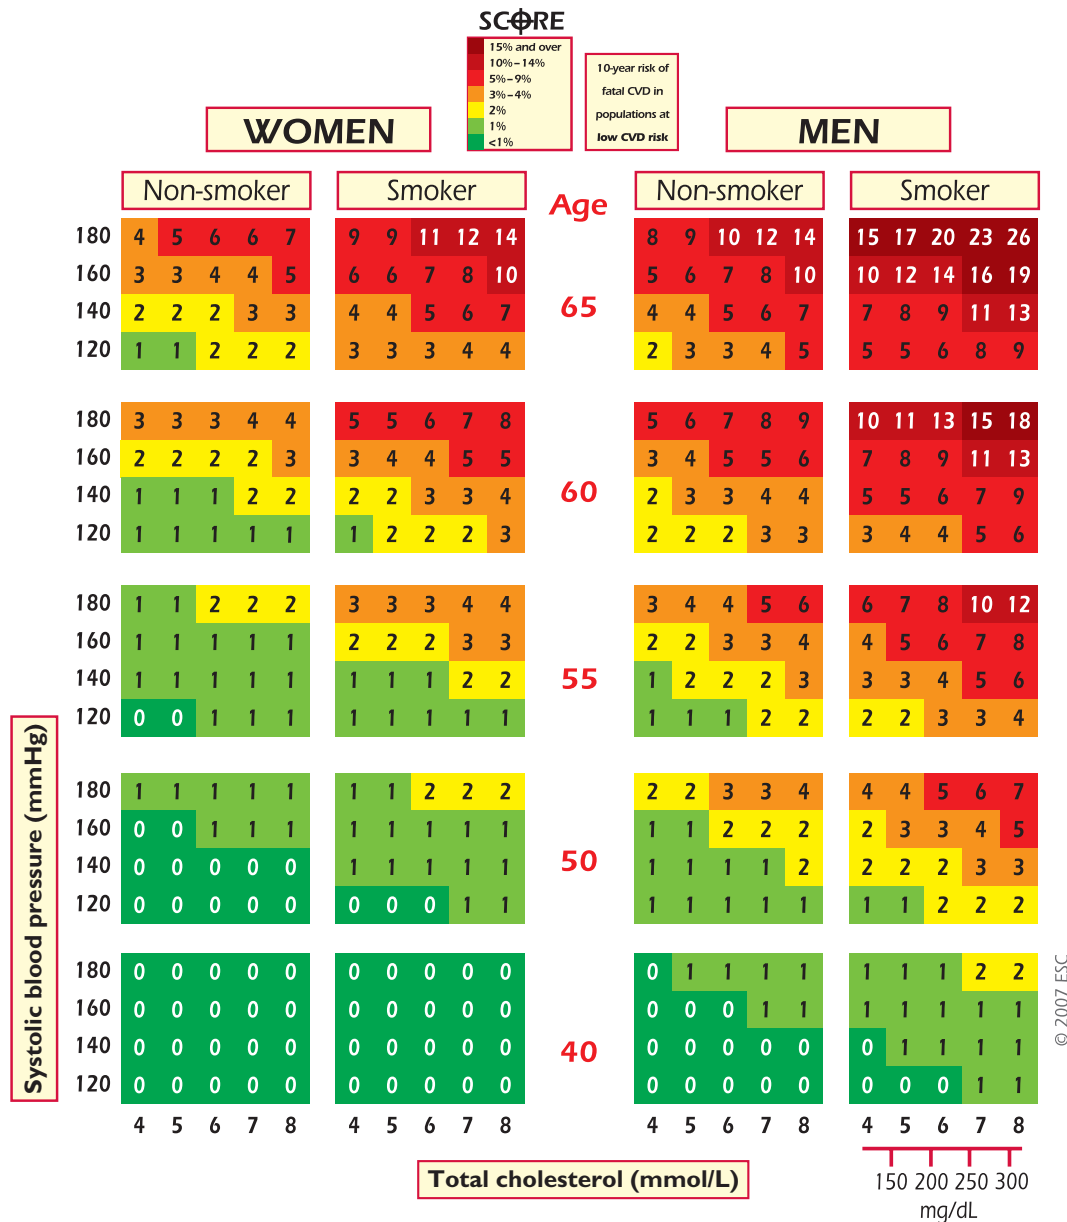 SCORE
15% and over
10%–14%
5%–9%
3%–4%
2%
1%
<1%
10-year risk of
fatal CVD in
populations at
low CVD risk
WOMEN
MEN
Non-smoker
Smoker
Age
Non-smoker
Smoker
180 4 5 6 6 7 9 9 11 12 14 8 9 10 12 14 15 17 20 23 26
160 3 3 4 4 5 6 6 7 8 10 5 6 7 8 10 10 12 14 16 19
65
140 2 2 2 3 3 4 4 5 6 7 4 4 5 6 7 7 8 9 11 13
120 1 1 2 2 2 3 3 3 4 4 2 3 3 4 5 5 5 6 8 9
180 3 3 3 4 4 5 5 6 7 8 5 6 7 8 9 10 11 13 15 18
160 2 2 2 2 3 3 4 4 5 5 3 4 5 5 6 7 8 9 11 13
60
140 1 1 1 2 2 2 2 3 3 4 2 3 3 4 4 5 5 6 7 9
120 1 1 1 1 1 1 2 2 2 3 2 2 2 3 3 3 4 4 5 6
180 1 1 2 2 2 3 3 3 4 4 3 4 4 5 6 6 7 8 10 12
160 1 1 1 1 1 2 2 2 3 3 2 2 3 3 4 4 5 6 7 8
55
140 1 1 1 1 1 1 1 1 2 2 1 2 2 2 3 3 3 4 5 6
120 0 0 1 1 1 1 1 1 1 1 1 1 1 2 2 2 2 3 3 4
180 1 1 1 1 1 1 1 2 2 2 2 2 3 3 4 4 4 5 6 7
160 0 0 1 1 1 1 1 1 1 1 1 1 2 2 2 2 3 3 4 5
50
140 0 0 0 0 0 1 1 1 1 1 1 1 1 1 2 2 2 2 3 3
120 0 0 0 0 0 0 0 0 1 1 1 1 1 1 1 1 1 2 2 2
180 0 0 0 0 0 0 0 0 0 0 0 1 1 1 1 1 1 1 2 2
160 0 0 0 0 0 0 0 0 0 0 0 0 0 1 1 1 1 1 1 1
40
140 0 0 0 0 0 0 0 0 0 0 0 0 0 0 0 0 1 1 1 1
120 0 0 0 0 0 0 0 0 0 0 0 0 0 0 0 0 0 0 1 1
4 5 6 7 8 4 5 6 7 8 4 5 6 7 8 4 5 6 7 8
Systolic blood pressure (mmHg)
Total cholesterol (mmol/L)
150 200 250 300
mg/dL
© 2007 ESC